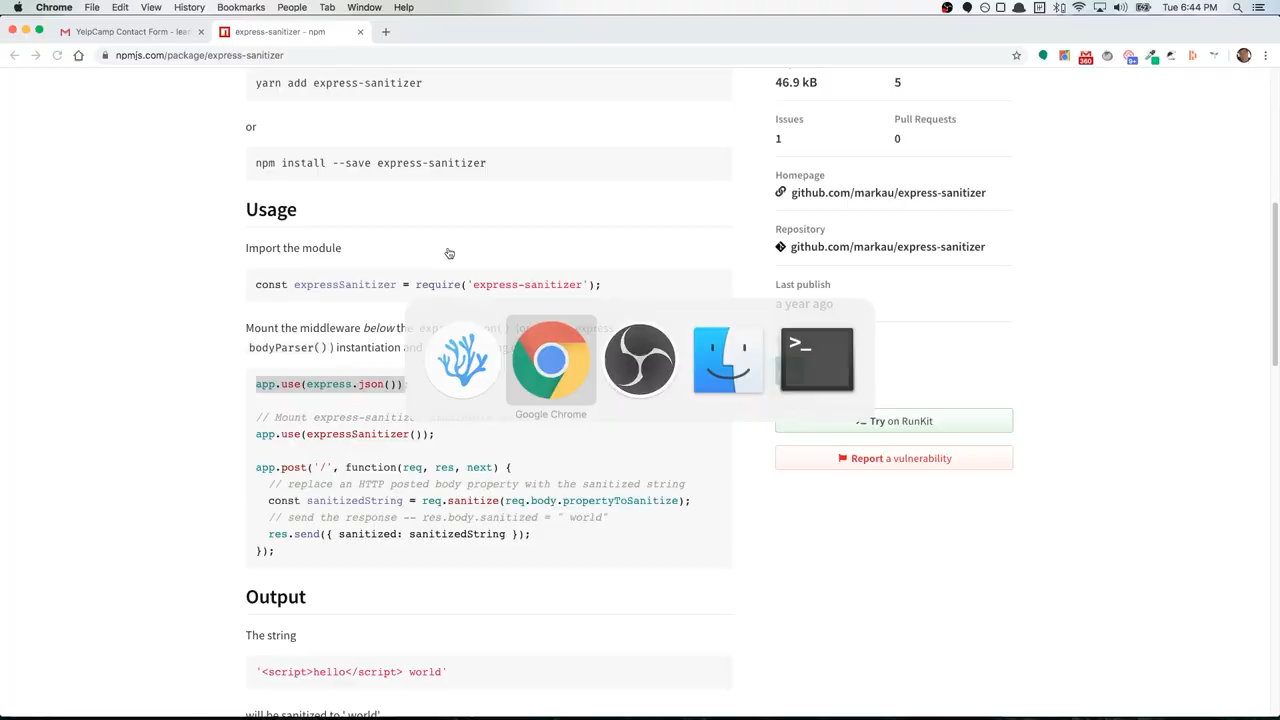 Chrome File Edit View History Bookmarks People Tab Window Help Tue 6:44 PM
YelpCamp Contact Form - lea
express-sanitizer - npm
npmjs.com/package/express-sanitizer
360
9+
yarn add express-sanitizer
or
npm install --save express-sanitizer
Usage
Import the module
const expressSanitizer = require('express-sanitizer');
Mount the middleware below the
bodyParser()) instantiation and
app.use(express.json())
// Mount express-sanitiz
app.use(expressSanitizer());
app.post('/', function(req, res, next) {
// replace an HTTP posted body property with the sanitized string
const sanitizedString = req.sanitize(req.body.propertyToSanitize);
// send the response -- res.body.sanitized = " world"
res.send({ sanitized: sanitizedString });
});
Output
The string
'<script>hello</script> world'
will be sanitized to ' world'
46.9 kB
5
Issues
Pull Requests
1
0
Homepage
github.com/markau/express-sanitizer
Repository
github.com/markau/express-sanitizer
Last publish
a year ago
>_
Google Chrome
Try on RunKit
Report a vulnerability